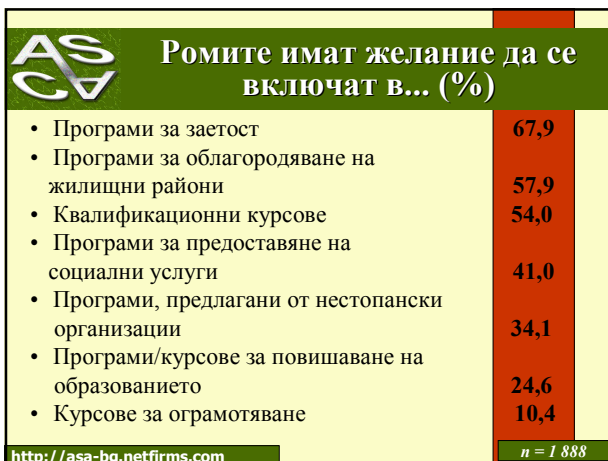 ASCA
Ромите имат желание да се
включат в... (%)
• Програми за заетост 67,9
• Програми за облагородяване на
жилищни райони 57,9
• Квалификационни курсове 54,0
• Програми за предоставяне на
социални услуги 41,0
• Програми, предлагани от нестопански
организации 34,1
• Програми/курсове за повишаване на
образованието 24,6
• Курсове за ограмотяване 10,4
http://asa-bg.netfirms.com n = 1 888